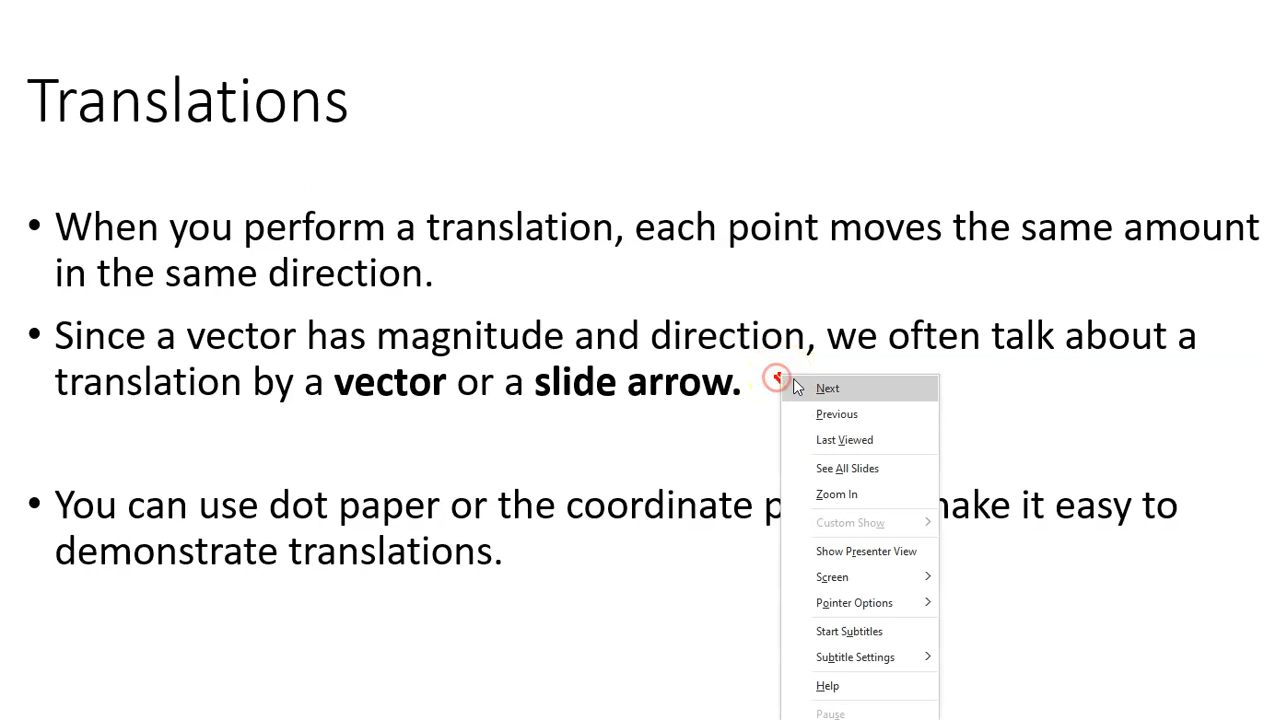 Translations
• When you perform a translation, each point moves the same amount
in the same direction.
• Since a vector has magnitude and direction, we often talk about a
translation by a vector or a slide arrow.
• You can use dot paper or the coordinate p make it easy to
demonstrate translations.
Next
Previous
Last Viewed
See All Slides
Zoom In
Custom Show
Show Presenter View
Screen
Pointer Options
Start Subtitles
Subtitle Settings
Help
Pause